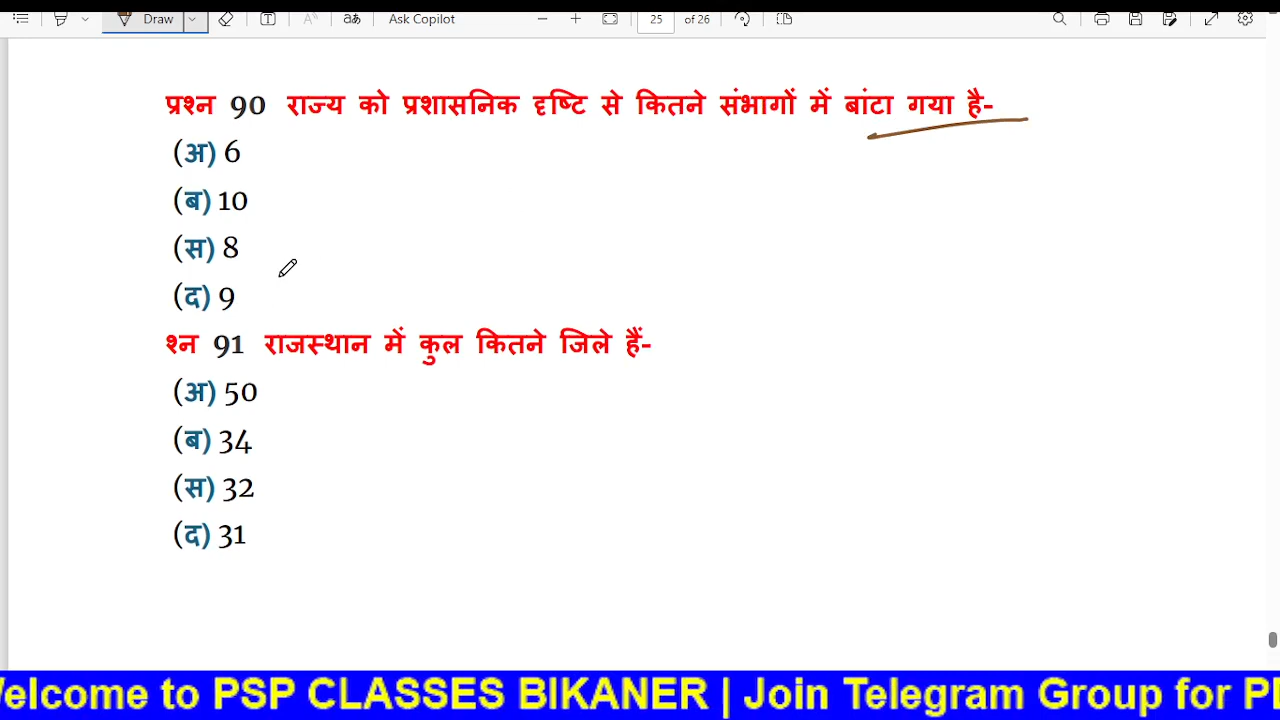 Draw
Ask Copilot
25 of 26
प्रश्न 90 राज्य को प्रशासनिक दृष्टि से कितने संभागों में बांटा गया है-
(अ) 6
(ब) 10
(स) 8
(द) 9
श्न 91 राजस्थान में कुल कितने जिले हैं-
(अ) 50
(ब) 34
(स) 32
(द) 31
elcome to PSP CLASSES BIKANER | Join Telegram Group for